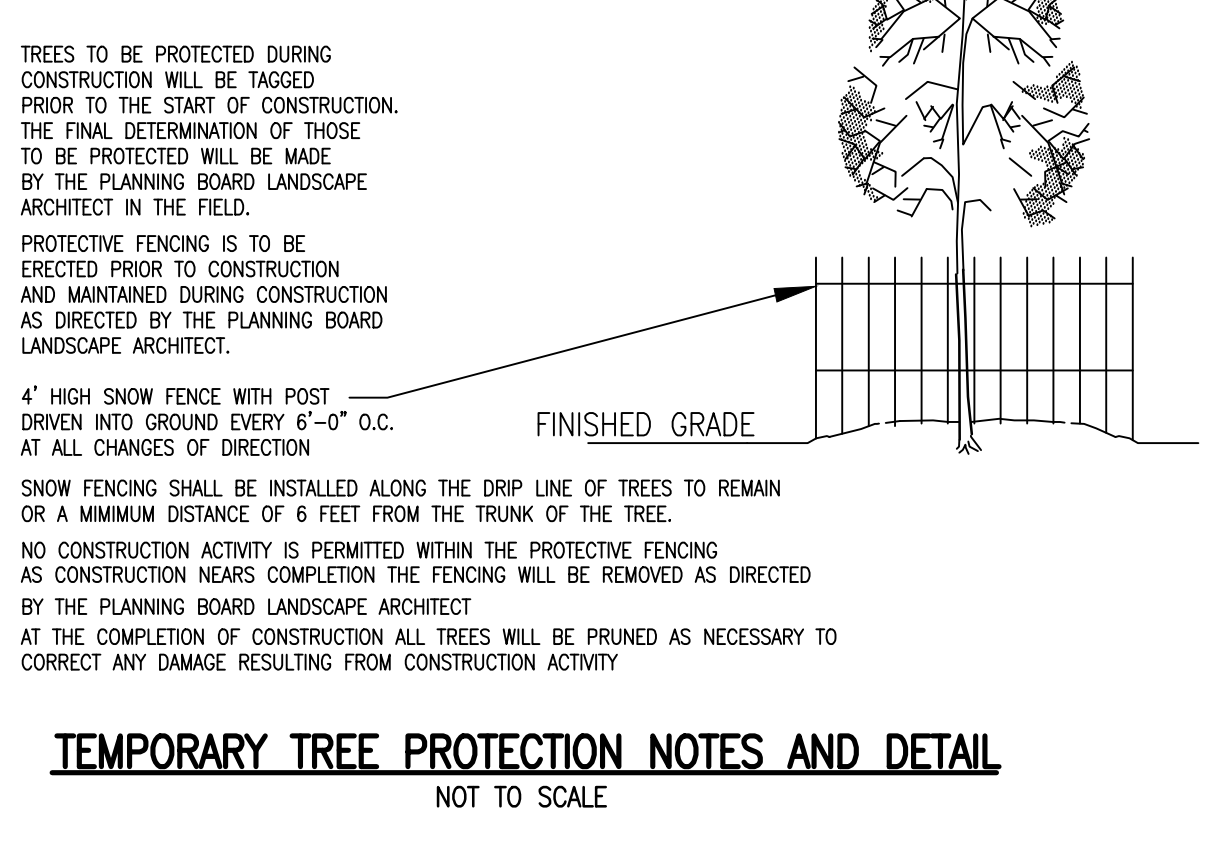 TREES TO BE PROTECTED DURING
CONSTRUCTION WILL BE TAGGED
PRIOR TO THE START OF CONSTRUCTION.
THE FINAL DETERMINATION OF THOSE
TO BE PROTECTED WILL BE MADE
BY THE PLANNING BOARD LANDSCAPE
ARCHITECT IN THE FIELD.
PROTECTIVE FENCING IS TO BE
ERECTED PRIOR TO CONSTRUCTION
AND MAINTAINED DURING CONSTRUCTION
AS DIRECTED BY THE PLANNING BOARD
LANDSCAPE ARCHITECT.
4' HIGH SNOW FENCE WITH POST
DRIVEN INTO GROUND EVERY 6'-0" O.C.
AT ALL CHANGES OF DIRECTION
FINISHED GRADE
SNOW FENCING SHALL BE INSTALLED ALONG THE DRIP LINE OF TREES TO REMAIN
OR A MIMIMUM DISTANCE OF 6 FEET FROM THE TRUNK OF THE TREE.
NO CONSTRUCTION ACTIVITY IS PERMITTED WITHIN THE PROTECTIVE FENCING
AS CONSTRUCTION NEARS COMPLETION THE FENCING WILL BE REMOVED AS DIRECTED
BY THE PLANNING BOARD LANDSCAPE ARCHITECT
AT THE COMPLETION OF CONSTRUCTION ALL TREES WILL BE PRUNED AS NECESSARY TO
CORRECT ANY DAMAGE RESULTING FROM CONSTRUCTION ACTIVITY
TEMPORARY TREE PROTECTION NOTES AND DETAIL
NOT TO SCALE